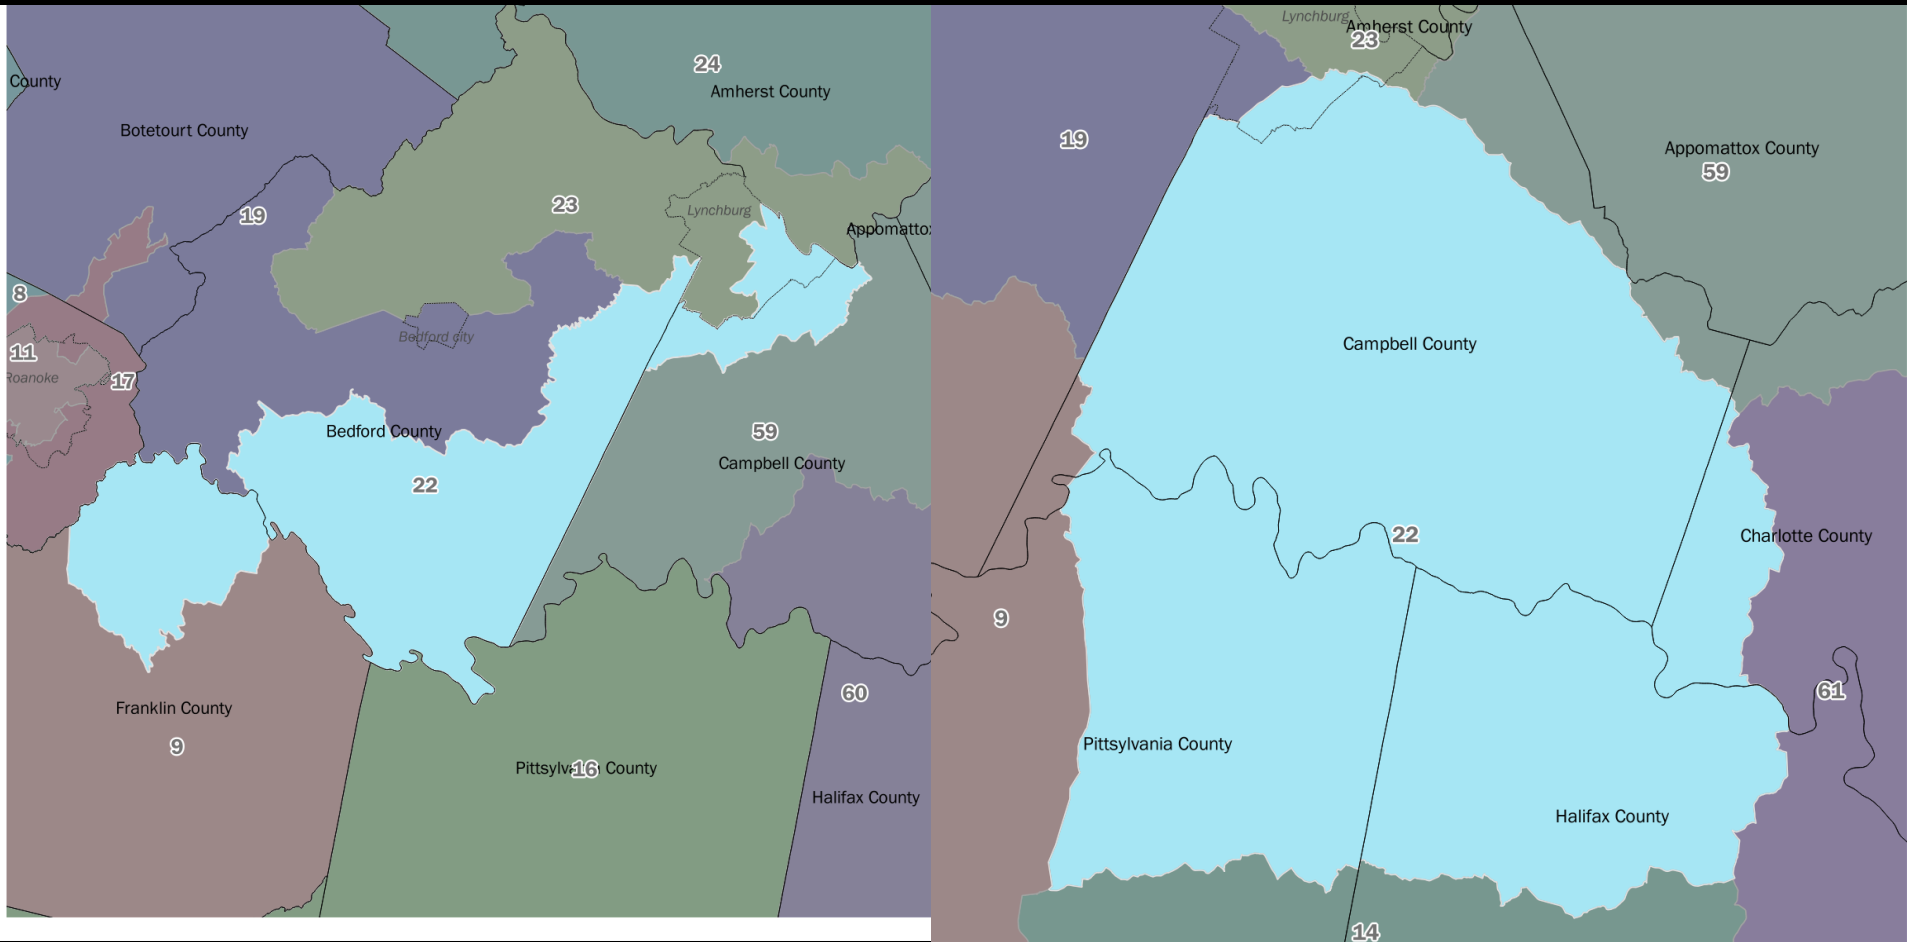 24
Amherst County
County
Botetourt County
23
19
Lynchburg
Appomatto
8
Bedford city
11
Roanoke
17
Bedford County
59
Campbell County
22
60
Franklin County
9
Pittsylva County
16
Halifax County
Lynchburg
Amherst County
23
19
Appomattox County
59
Campbell County
22
Charlotte County
9
61
Pittsylvania County
Halifax County
14